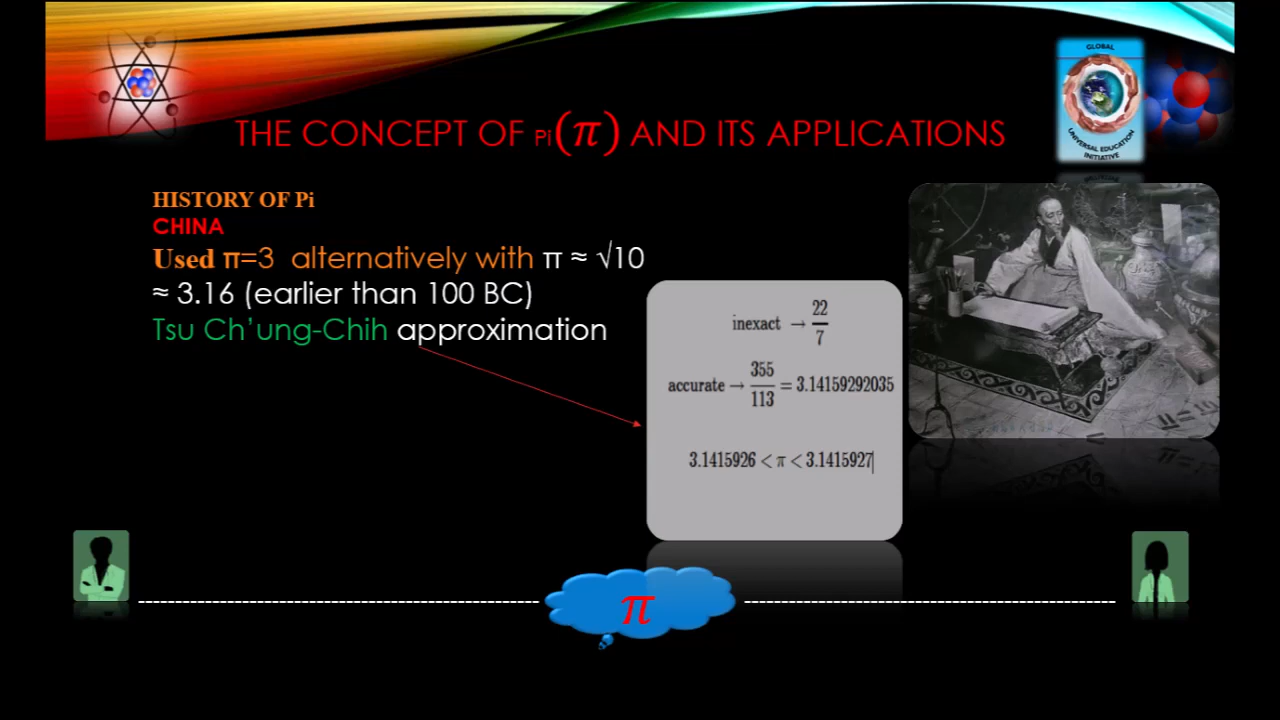 GLOBAL
UNIVERSAL EDUCATION
INITIATIVE
THE CONCEPT OF Pi(π) AND ITS APPLICATIONS
HISTORY OF Pi
CHINA
Used π=3 alternatively with π ≈ √10
≈ 3.16 (earlier than 100 BC)
Tsu Ch’ung-Chih approximation
inexact → 22/7
accurate → 355/113 = 3.14159292035
3.1415926 < π < 3.1415927
π